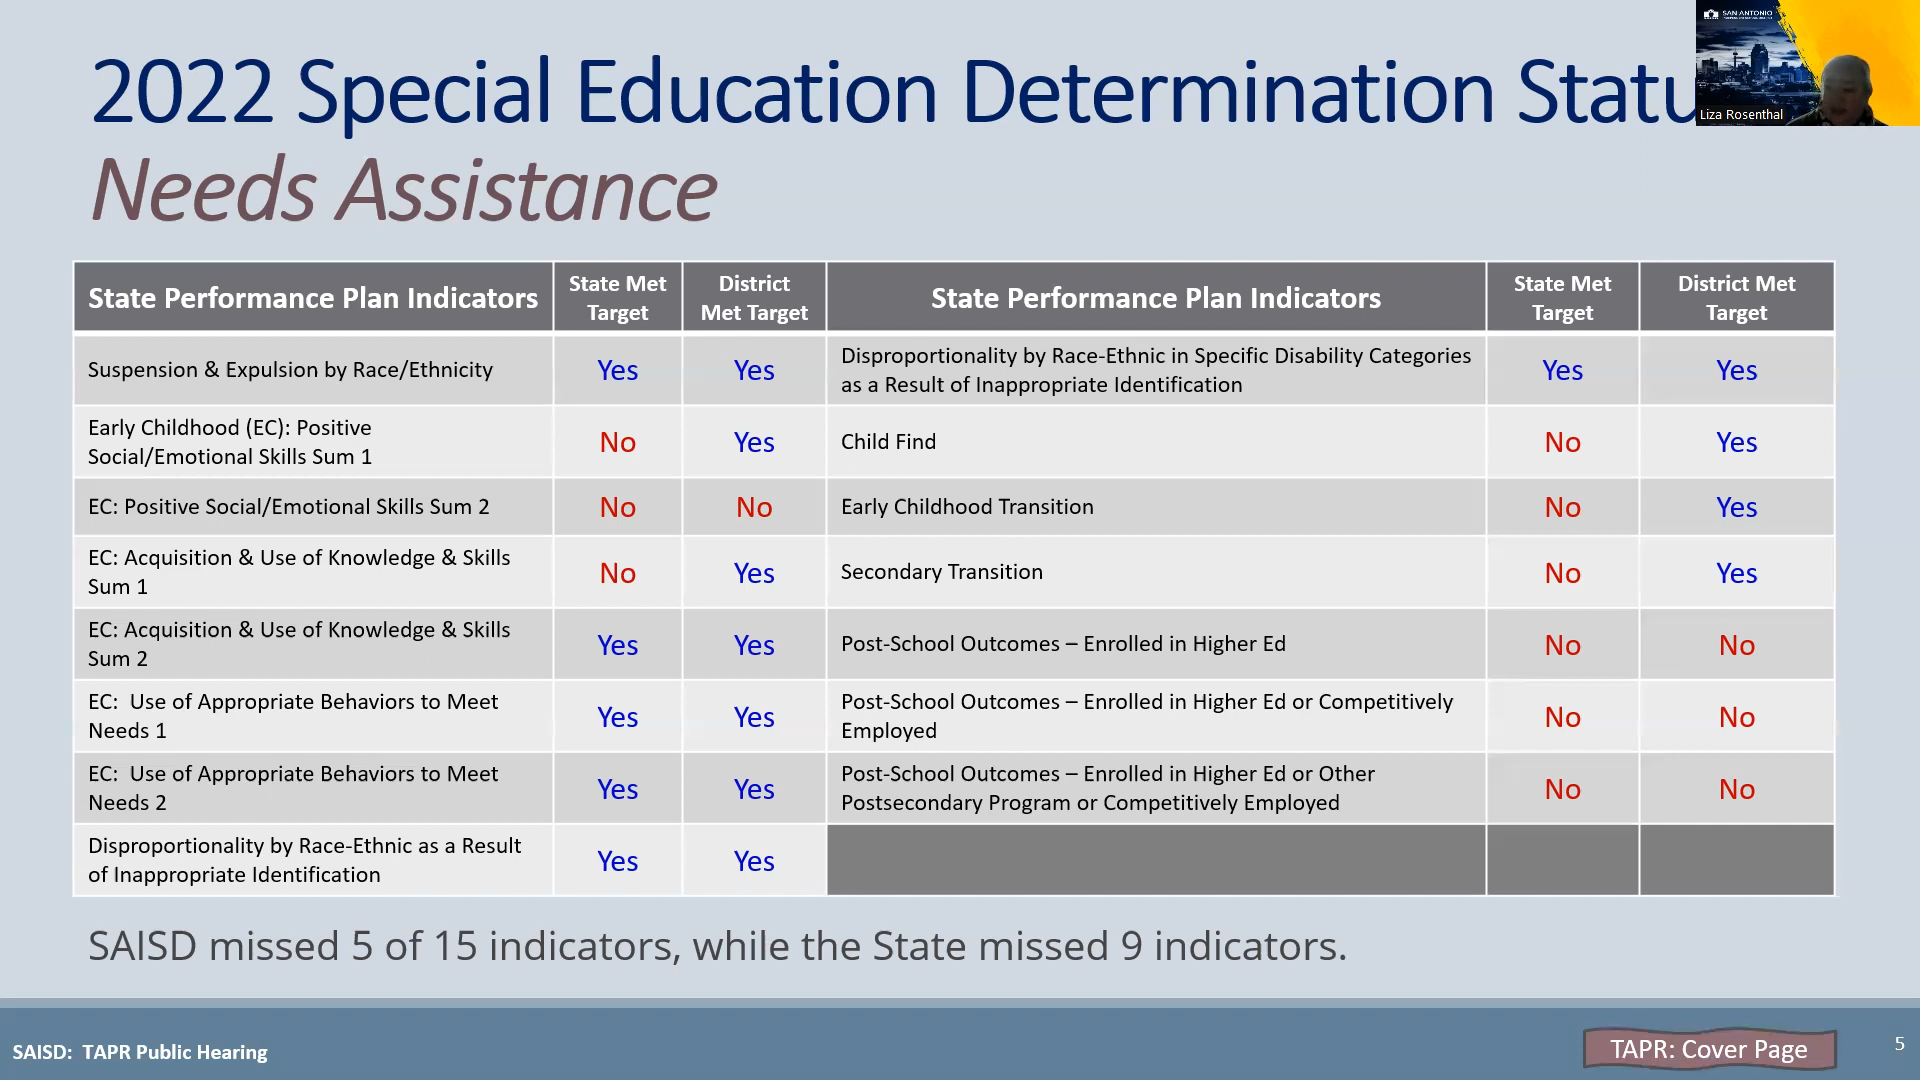 SAN ANTONIO
Liza Rosenthal
2022 Special Education Determination Statu
Needs Assistance
State Performance Plan Indicators
State Met
Target
District
Met Target
State Performance Plan Indicators
State Met
Target
District Met
Target
Suspension & Expulsion by Race/Ethnicity
Yes
Yes
Disproportionality by Race-Ethnic in Specific Disability Categories
as a Result of Inappropriate Identification
Yes
Yes
Early Childhood (EC): Positive
Social/Emotional Skills Sum 1
No
Yes
Child Find
No
Yes
EC: Positive Social/Emotional Skills Sum 2
No
No
Early Childhood Transition
No
Yes
EC: Acquisition & Use of Knowledge & Skills
Sum 1
No
Yes
Secondary Transition
No
Yes
EC: Acquisition & Use of Knowledge & Skills
Sum 2
Yes
Yes
Post-School Outcomes – Enrolled in Higher Ed
No
No
EC:  Use of Appropriate Behaviors to Meet
Needs 1
Yes
Yes
Post-School Outcomes – Enrolled in Higher Ed or Competitively
Employed
No
No
EC:  Use of Appropriate Behaviors to Meet
Needs 2
Yes
Yes
Post-School Outcomes – Enrolled in Higher Ed or Other
Postsecondary Program or Competitively Employed
No
No
Disproportionality by Race-Ethnic as a Result
of Inappropriate Identification
Yes
Yes
SAISD missed 5 of 15 indicators, while the State missed 9 indicators.
SAISD:  TAPR Public Hearing
TAPR: Cover Page
5